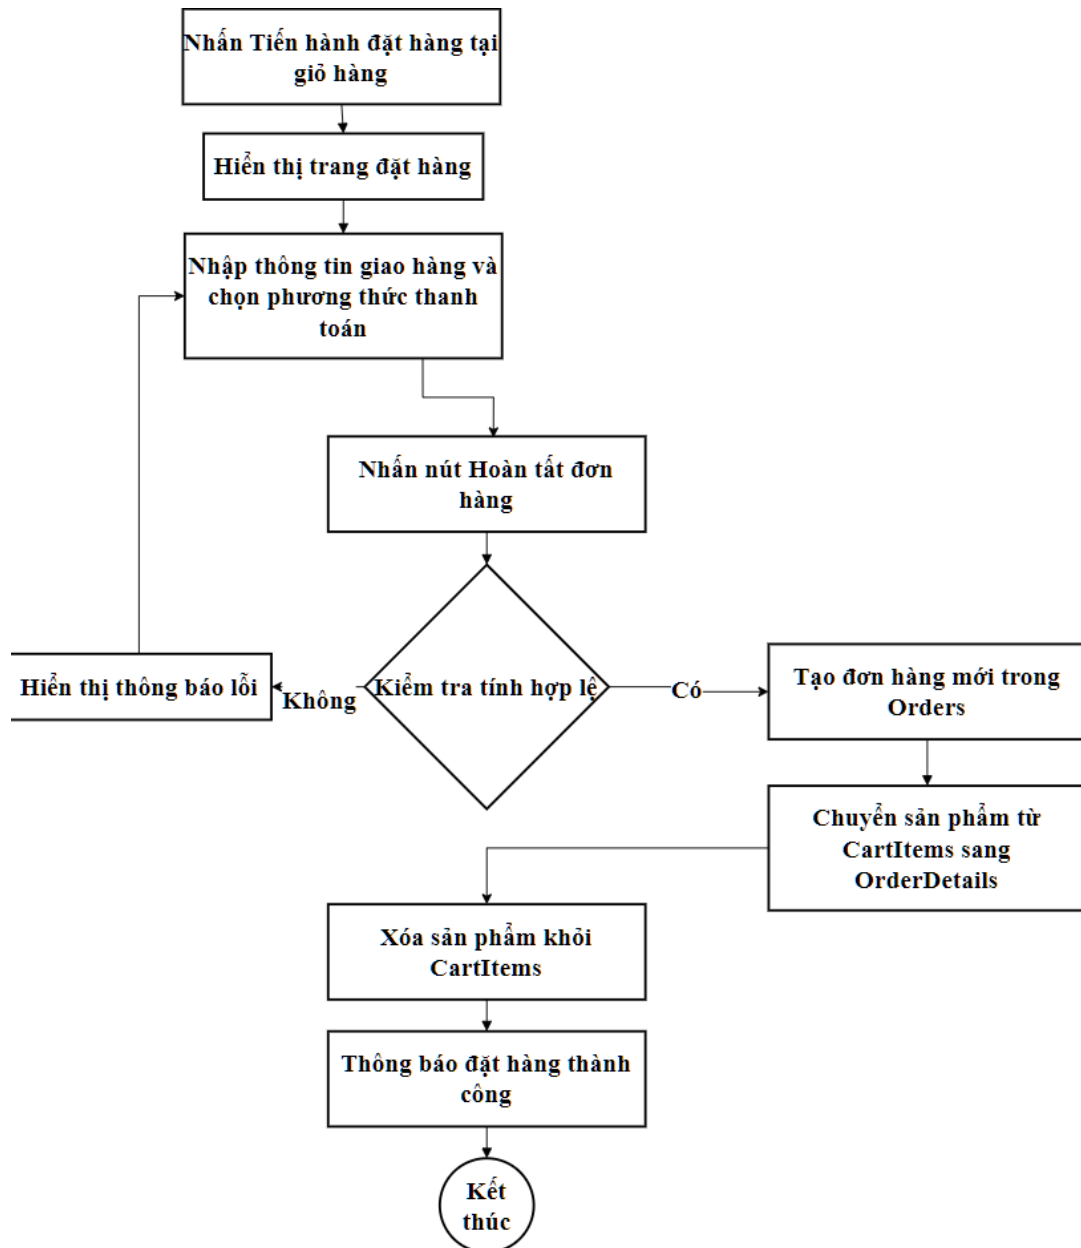 Nhấn Tiến hành đặt hàng tại
giỏ hàng
Hiển thị trang đặt hàng
Nhập thông tin giao hàng và
chọn phương thức thanh
toán
Nhấn nút Hoàn tất đơn
hàng
Hiển thị thông báo lỗi
Không
Kiểm tra tính hợp lệ
Có
Tạo đơn hàng mới trong
Orders
Chuyển sản phẩm từ
CartItems sang
OrderDetails
Xóa sản phẩm khỏi
CartItems
Thông báo đặt hàng thành
công
Kết
thúc